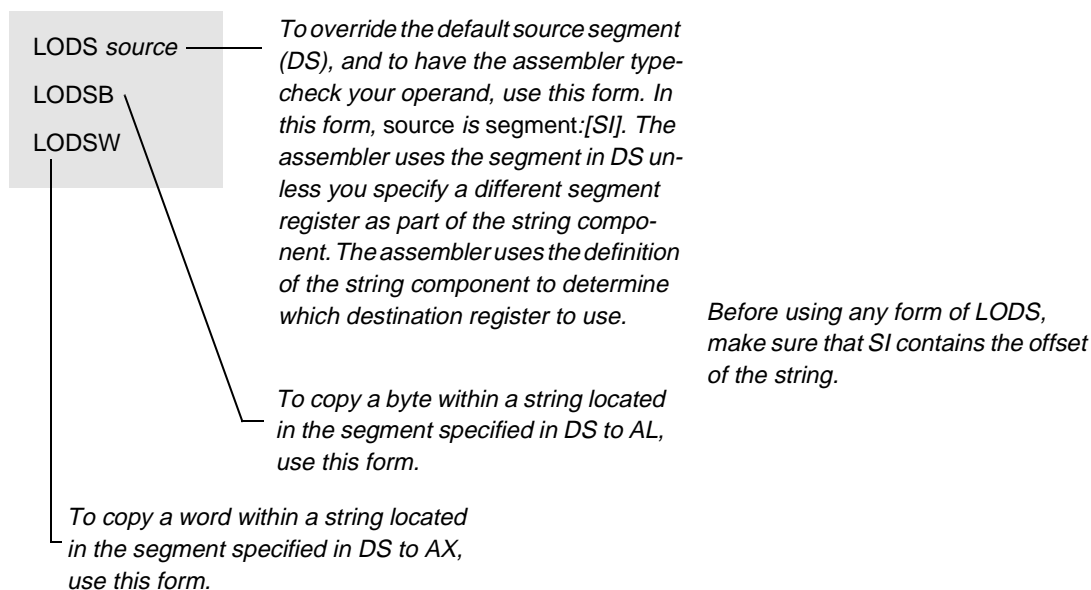 LODS source
LODSB
LODSW
To override the default source segment
(DS), and to have the assembler type-
check your operand, use this form. In
this form, source is segment:[SI]. The
assembler uses the segment in DS un-
less you specify a different segment
register as part of the string compo-
nent. The assembler uses the definition
of the string component to determine
which destination register to use.
Before using any form of LODS,
make sure that SI contains the offset
of the string.
To copy a byte within a string located
in the segment specified in DS to AL,
use this form.
To copy a word within a string located
in the segment specified in DS to AX,
use this form.